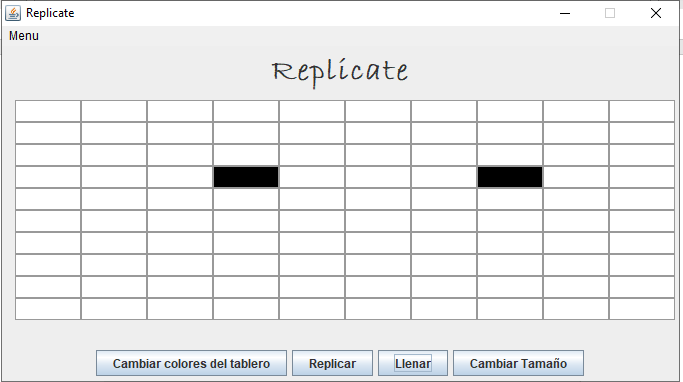 Replicate
Menu
Replicate
Cambiar colores del tablero Replicar Llenar Cambiar Tamaño